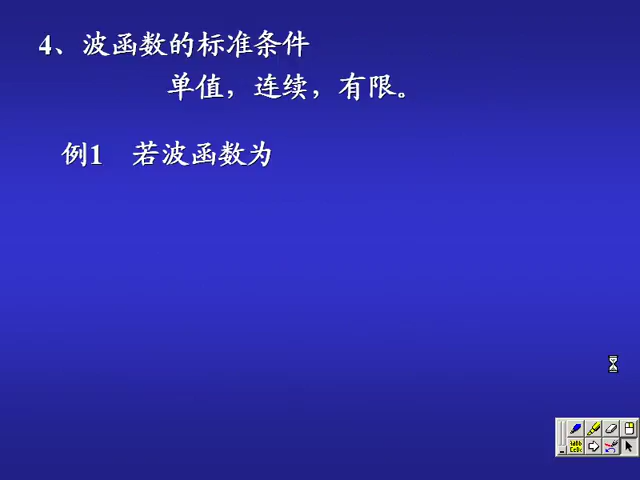 4、波函数的标准条件
单值，连续，有限。
例1 若波函数为